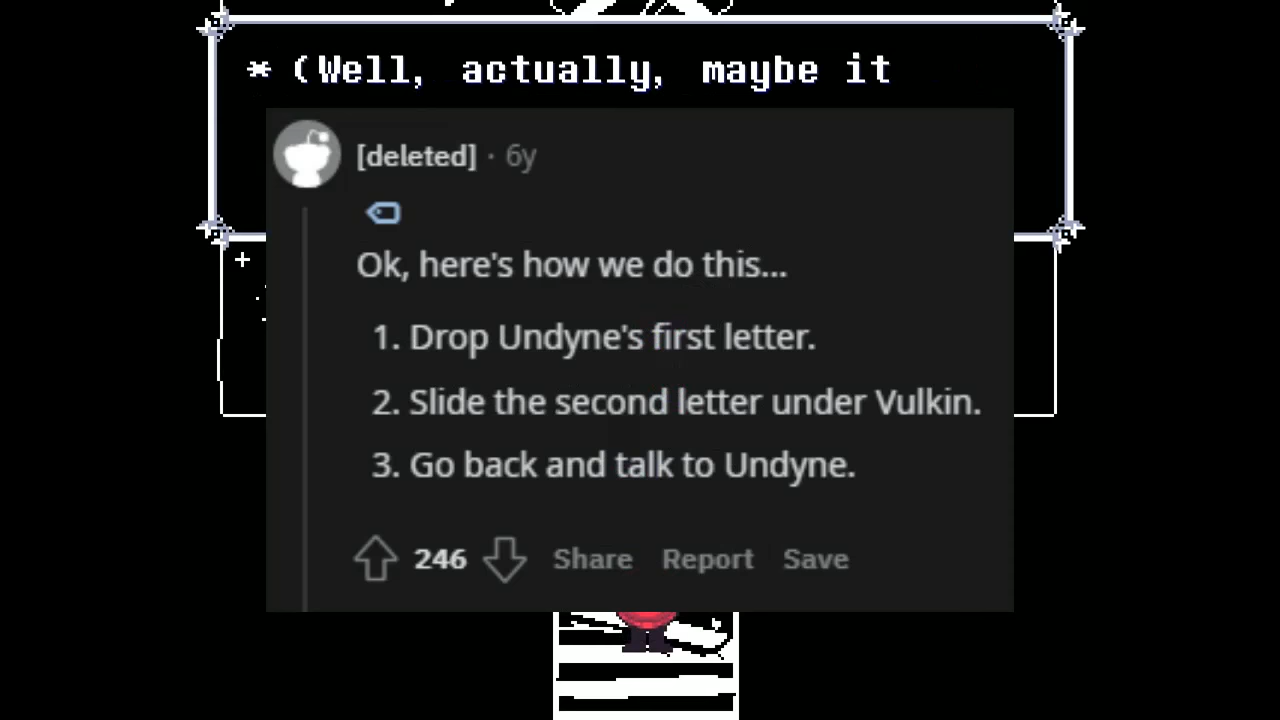 * (Well, actually, maybe it
[deleted] · 6y
Ok, here's how we do this...
1. Drop Undyne's first letter.
2. Slide the second letter under Vulkin.
3. Go back and talk to Undyne.
246 Share Report Save